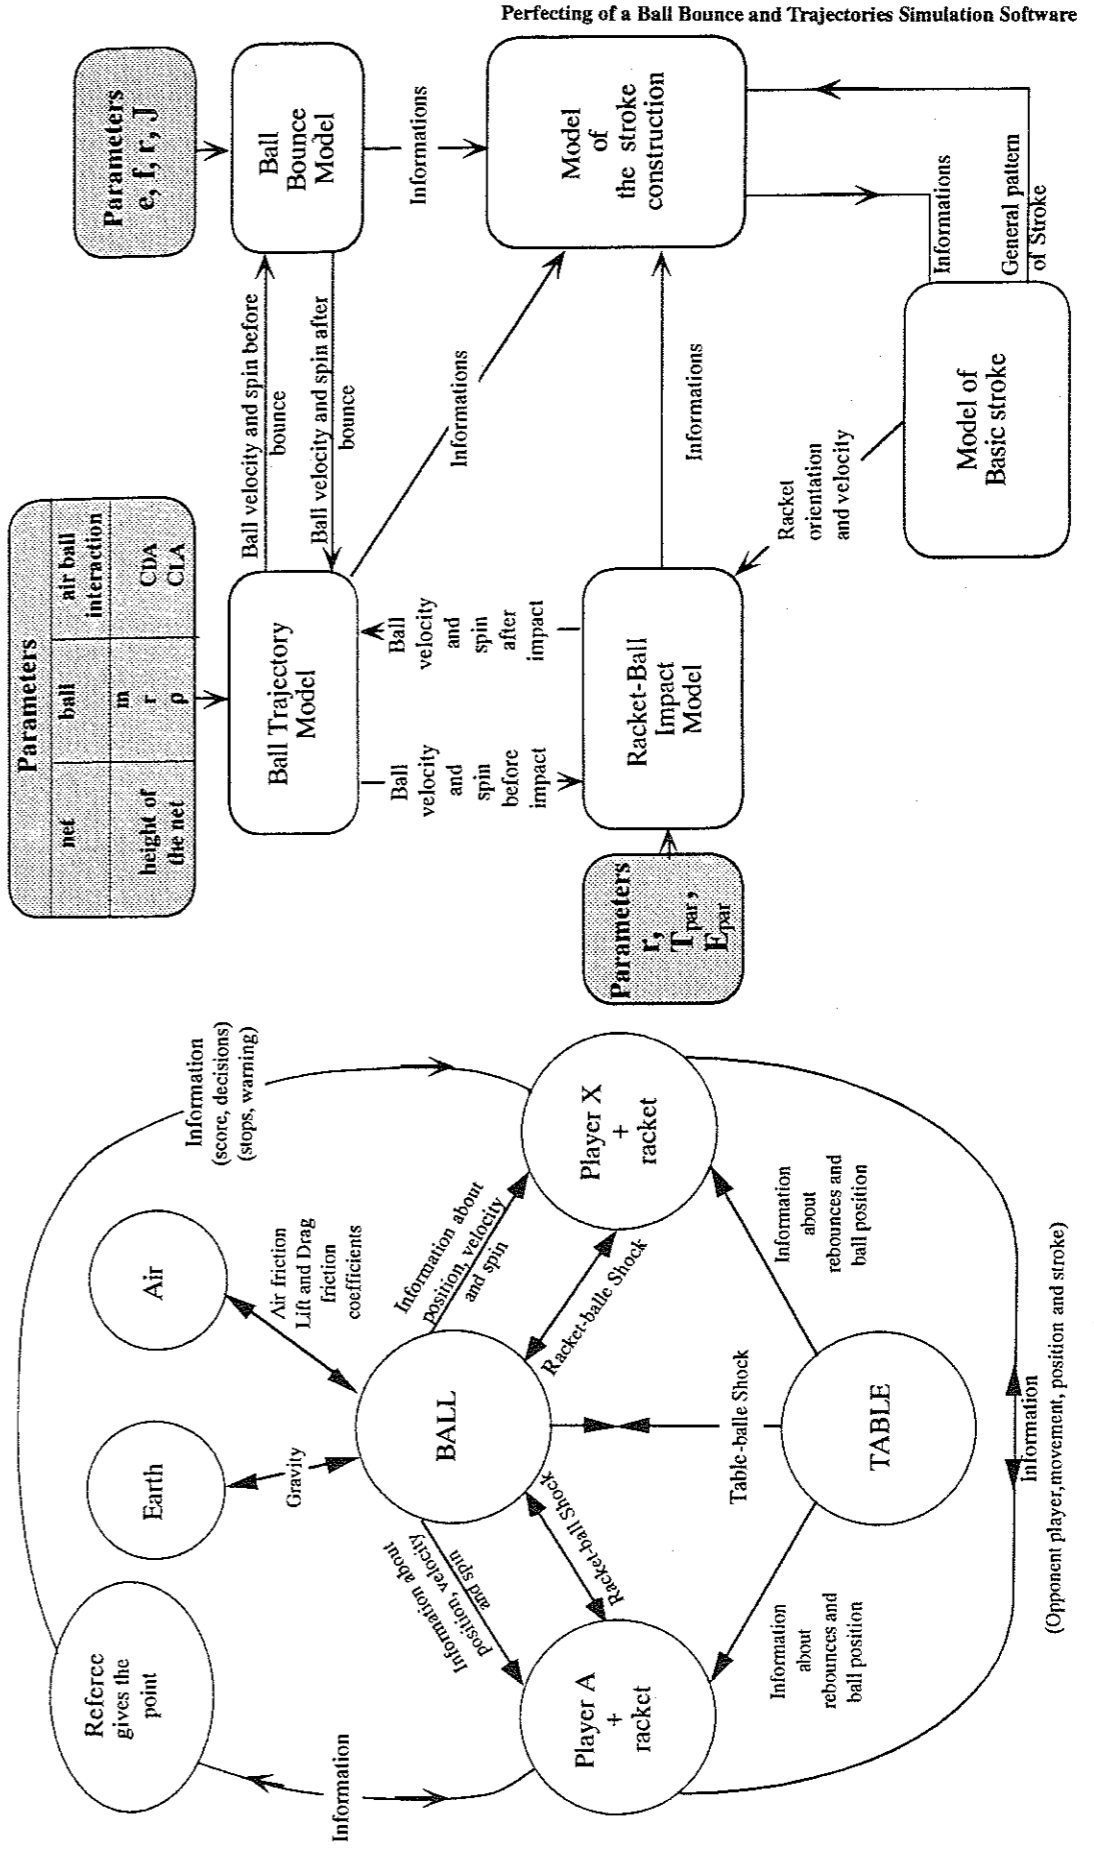 Perfecting of a Ball Bounce and Trajectories Simulation Software
Referee
gives the
point
Information
(score, decisions)
(stops, warning)
Information
Earth
Air
Gravity
Air friction
Lift and Drag
friction
coefficients
BALL
Information about
position, velocity
and spin
Information about
position, velocity
and spin
Racket-ball Shock
Racket-balle Shock
Player A
+
racket
Player X
+
racket
Table-balle Shock
TABLE
Information
about
rebounces and
ball position
Information
about
rebounces and
ball position
Information
(Opponent player,movement, position and stroke)
Parameters
net
ball
air ball
interaction
height of
the net
m
r
ρ
CDA
CLA
Parameters
e, f, r, J
Ball Trajectory
Model
Ball velocity and spin before
bounce
Ball velocity and spin after
bounce
Ball
Bounce
Model
Informations
Informations
Ball
velocity
and
spin
before
impact
Ball
velocity
and
spin
after
impact
Parameters
r,
Tpar,
Epar
Racket-Ball
Impact
Model
Informations
Model
of
the stroke
construction
Racket
orientation
and velocity
Model of
Basic stroke
Informations
General pattern
of Stroke